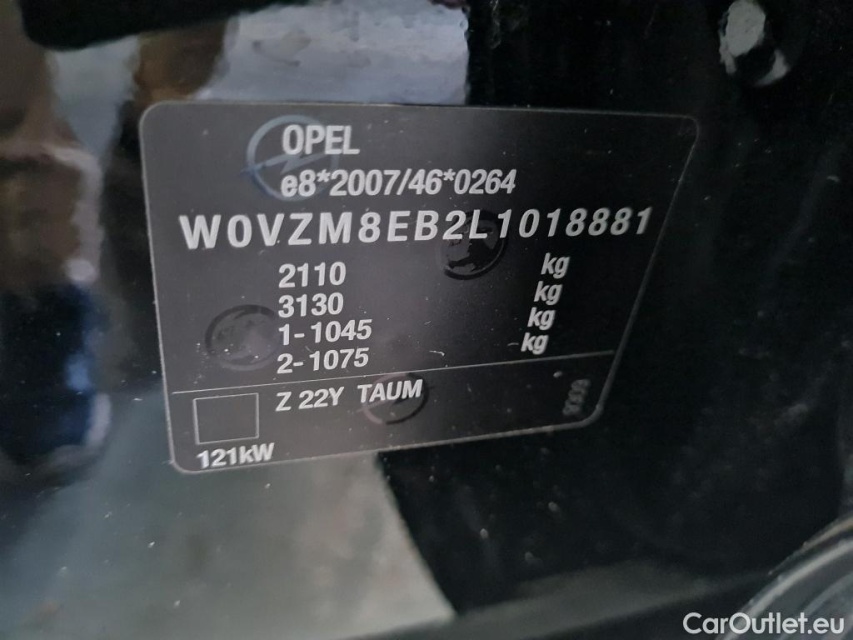 OPEL
e8*2007/46*0264
W0VZM8EB2L1018881
2110 kg
3130 kg
1-1045 kg
2-1075 kg
Z 22Y TAUM
121kW
CarOutlet.eu